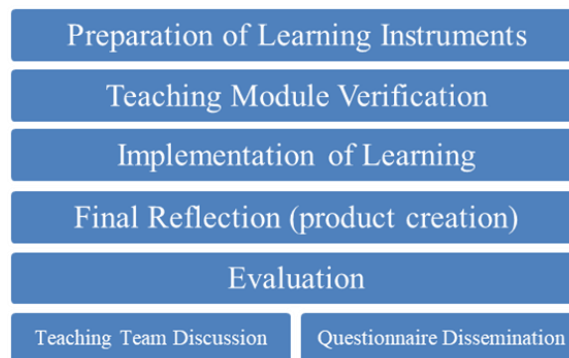 Preparation of Learning Instruments
Teaching Module Verification
Implementation of Learning
Final Reflection (product creation)
Evaluation
Teaching Team Discussion
Questionnaire Dissemination